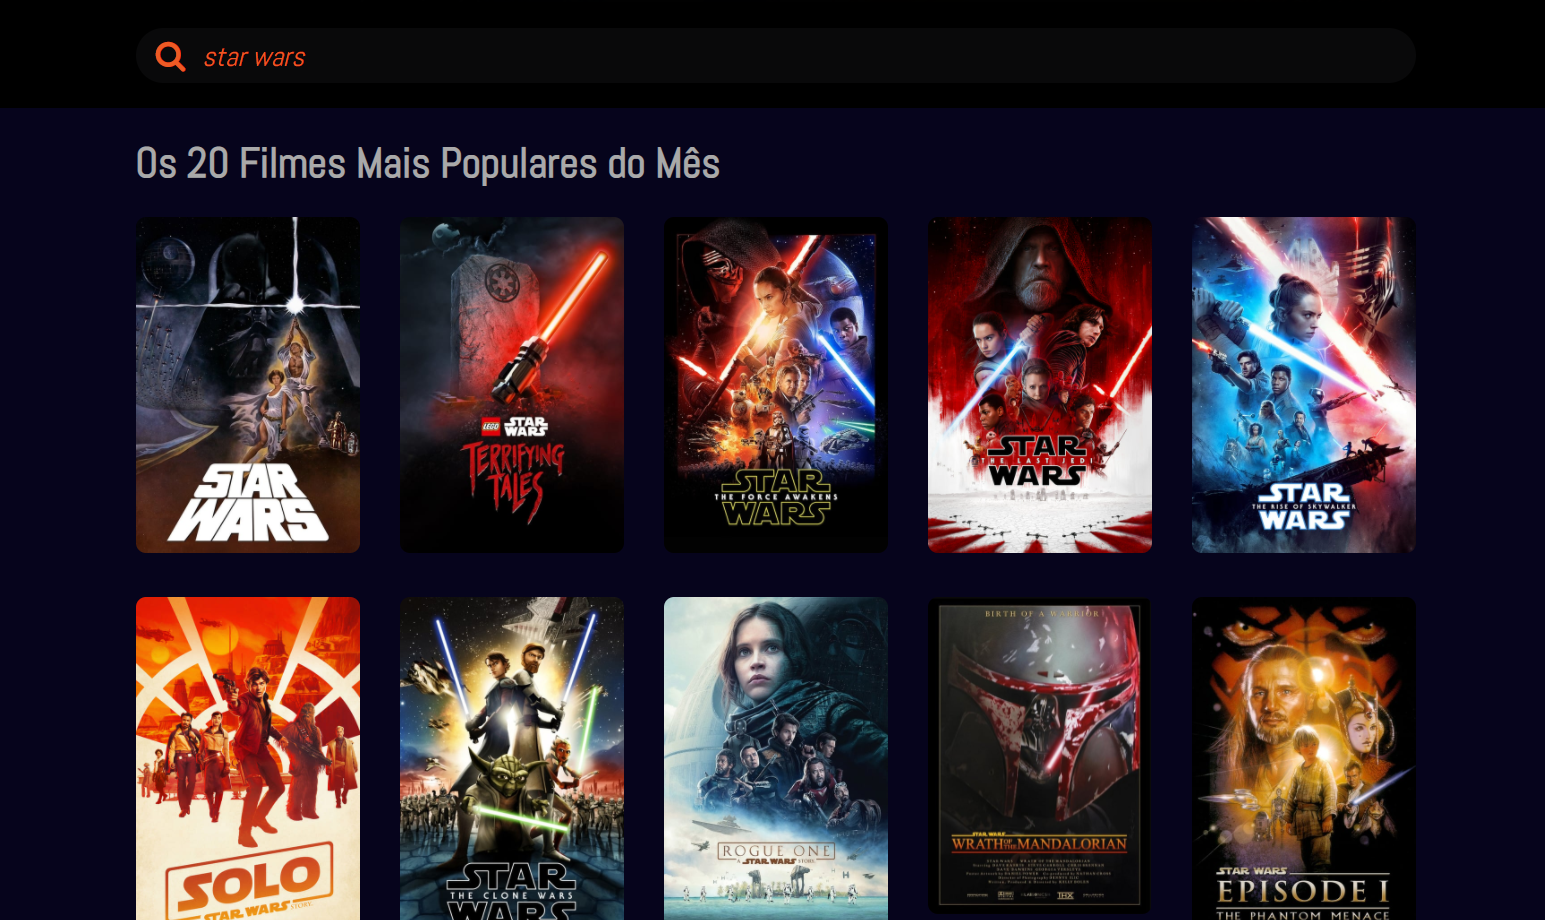 star wars
Os 20 Filmes Mais Populares do Mês
STAR
WARS
LEGO STAR
WARS
TERRIFYING
TALES
STAR
THE FORCE AWAKENS
WARS
STAR
THE LAST JEDI
WARS
STAR
THE RISE OF SKYWALKER
WARS
SOLO
A STAR WARS STORY
STAR
THE CLONE WARS
WARS
ROGUE ONE
A STAR WARS STORY
BIRTH OF A WARRIOR
STAR WARS
WRATH OF THE MANDALORIAN
THX
STAR WARS
EPISODE I
THE PHANTOM MENACE